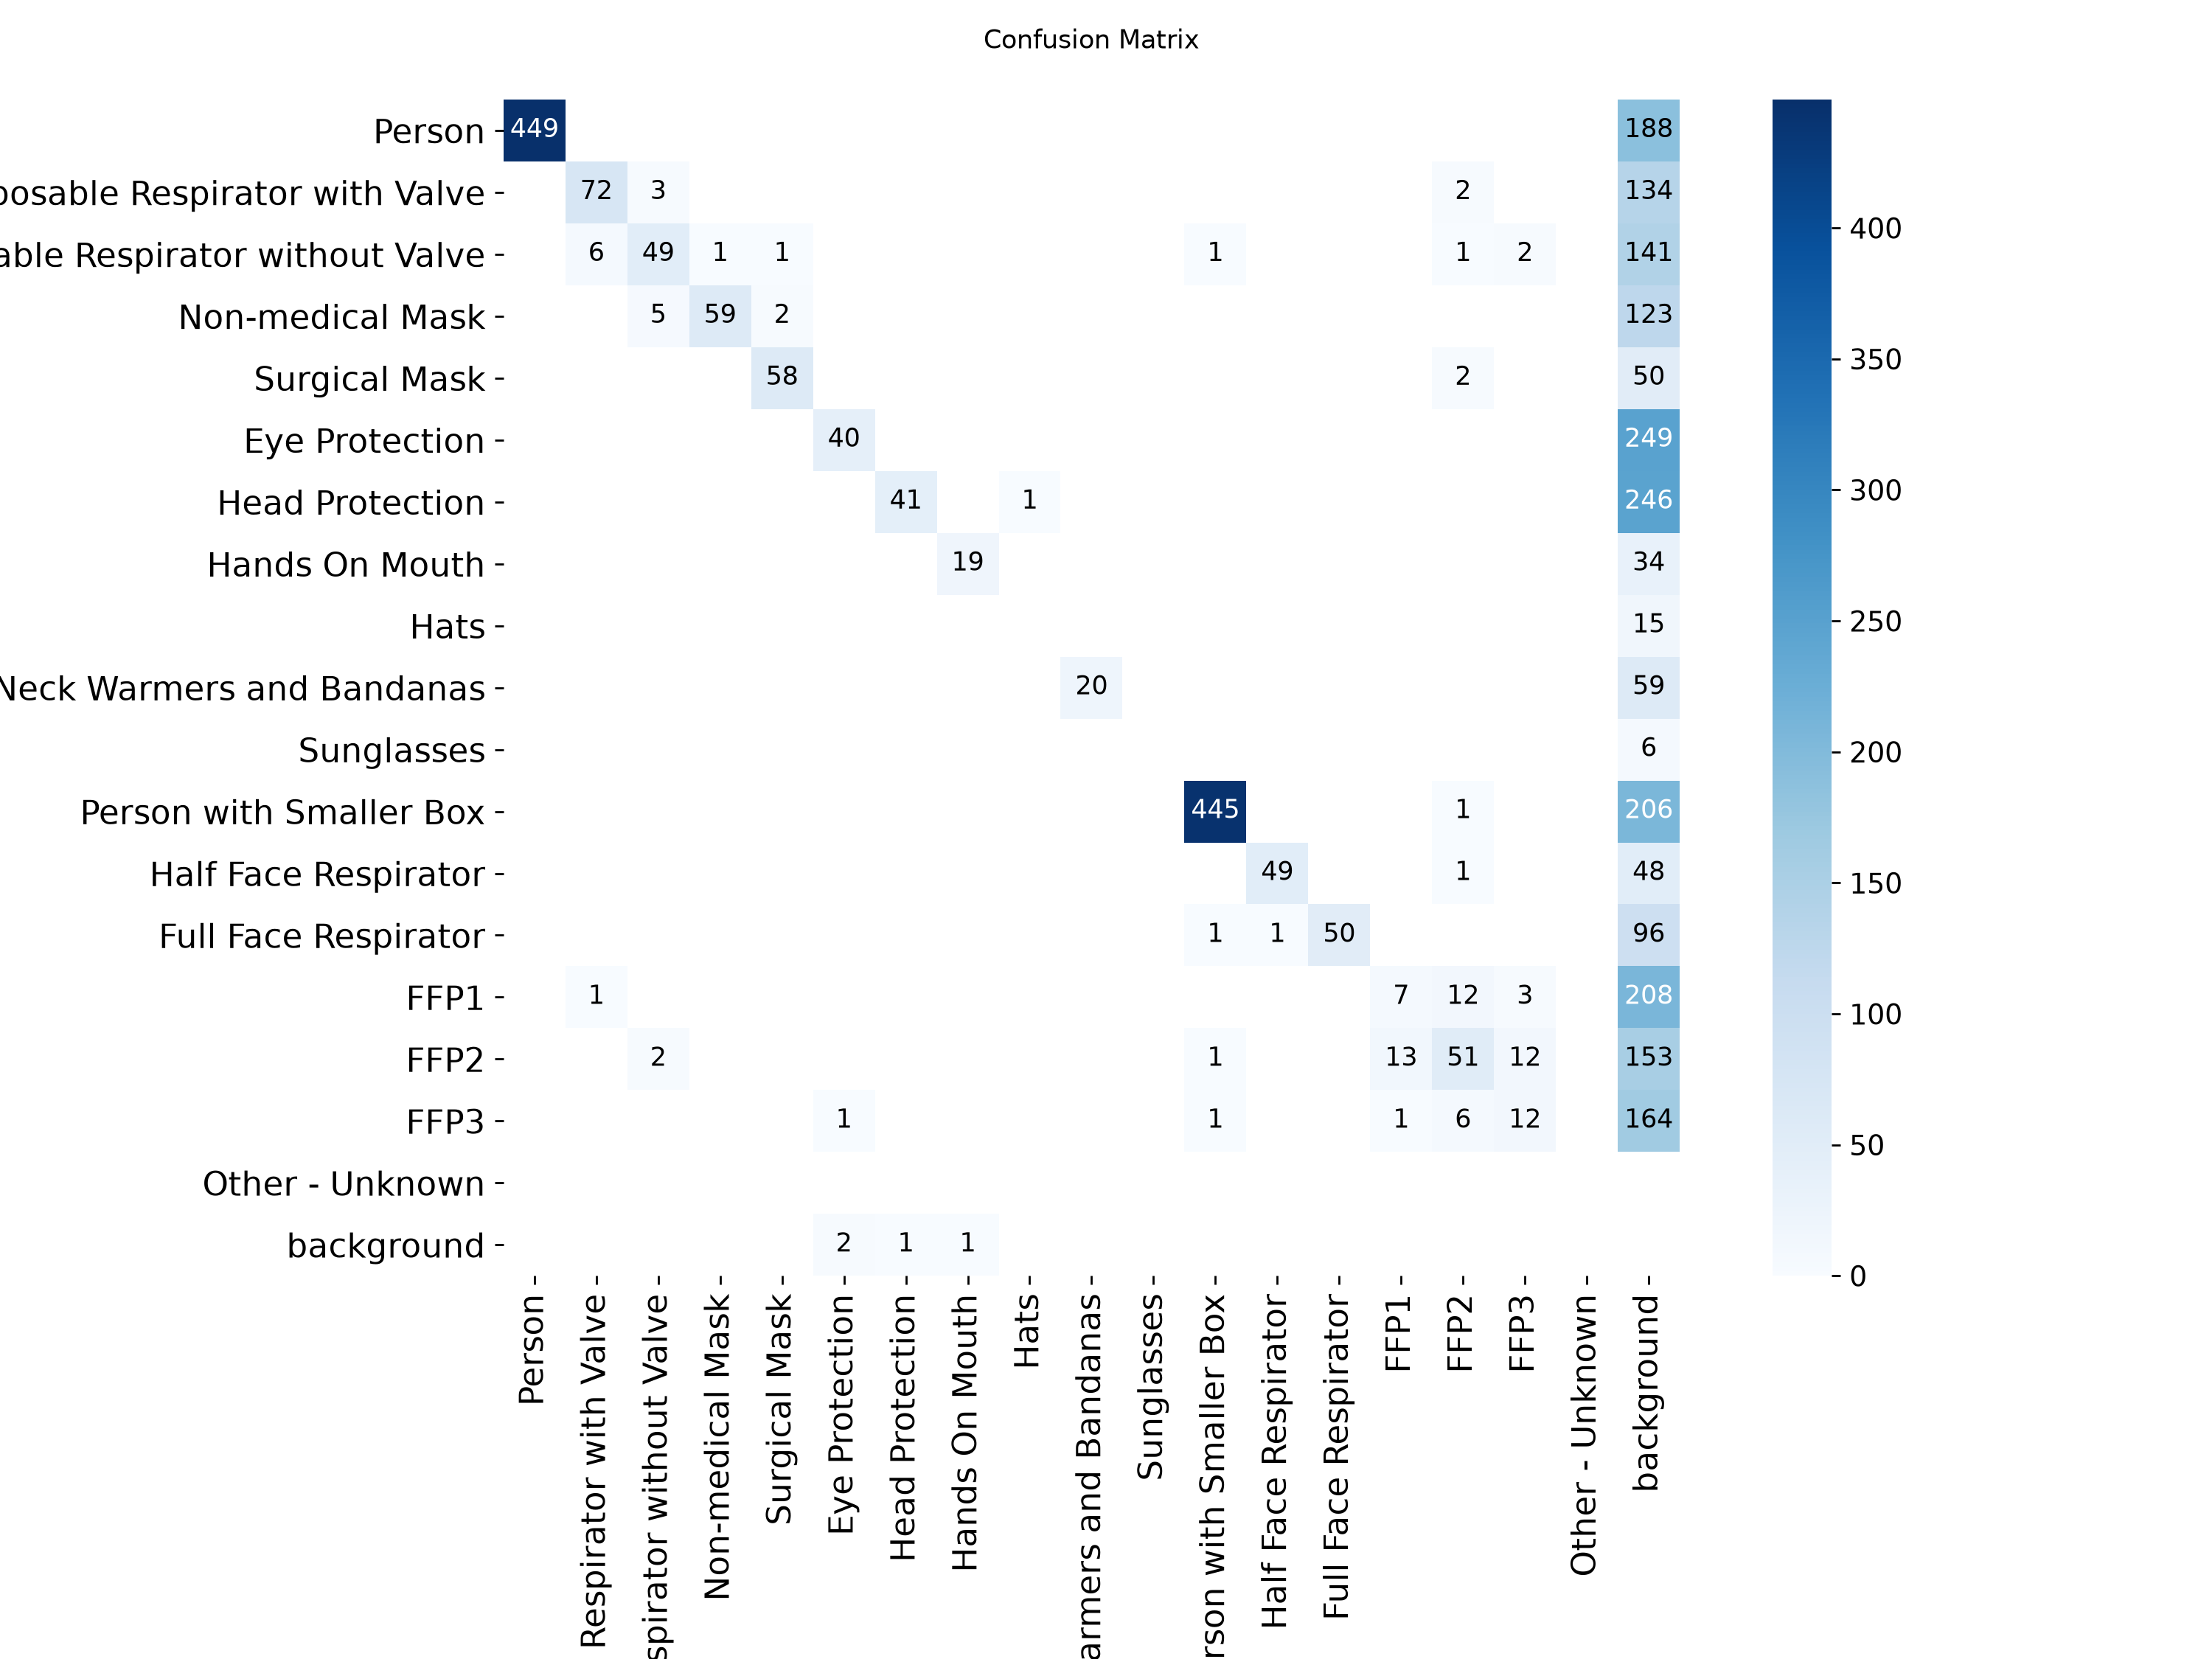 Confusion Matrix
Person 449 188
posable Respirator with Valve 72 3 2 134
able Respirator without Valve 6 49 1 1 1 1 2 141
Non-medical Mask 5 59 2 123
Surgical Mask 58 2 50
Eye Protection 40 249
Head Protection 41 1 246
Hands On Mouth 19 34
Hats 15
Neck Warmers and Bandanas 20 59
Sunglasses 6
Person with Smaller Box 445 1 206
Half Face Respirator 49 1 48
Full Face Respirator 1 1 50 96
FFP1 1 7 12 3 208
FFP2 2 1 13 51 12 153
FFP3 1 1 1 6 12 164
Other - Unknown
background 2 1 1
Person
Respirator with Valve
spirator without Valve
Non-medical Mask
Surgical Mask
Eye Protection
Head Protection
Hands On Mouth
Hats
armers and Bandanas
Sunglasses
rson with Smaller Box
Half Face Respirator
Full Face Respirator
FFP1
FFP2
FFP3
Other - Unknown
background
400
350
300
250
200
150
100
50
0